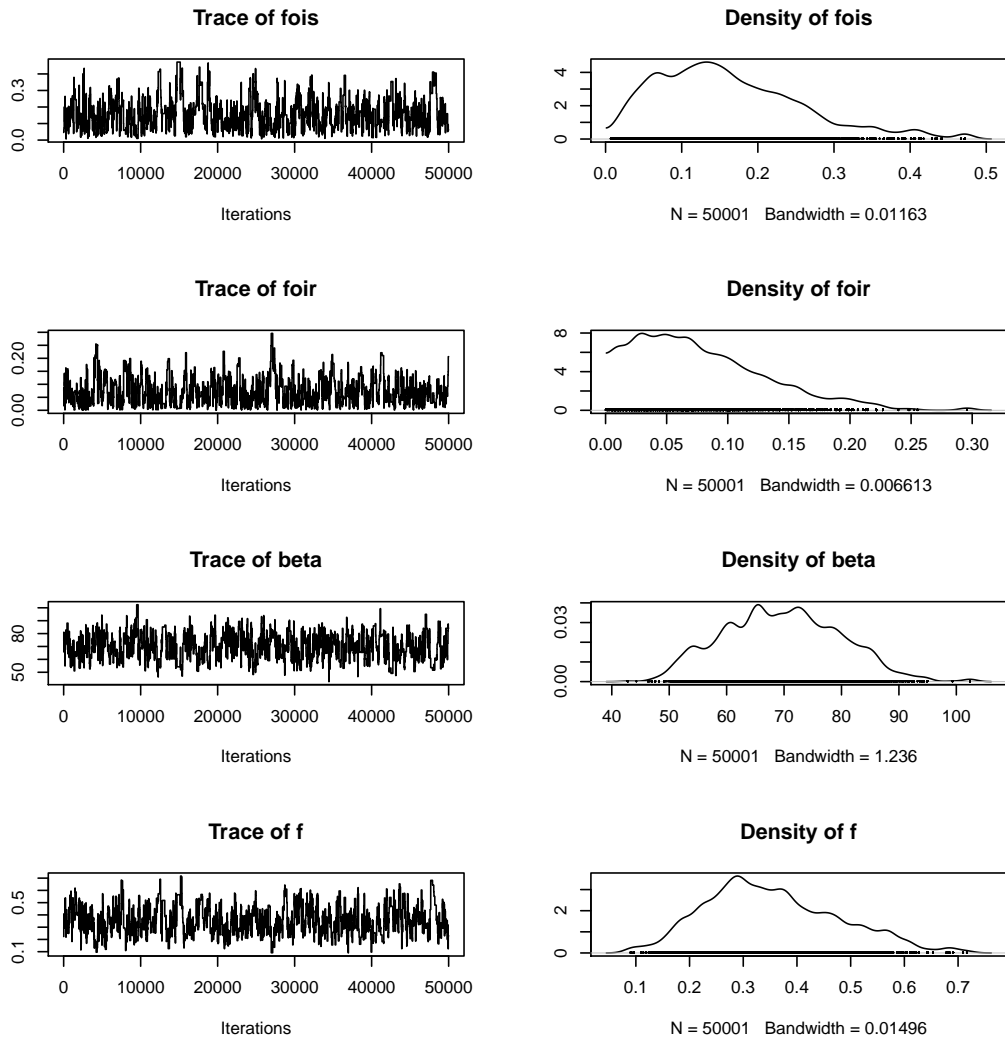 Trace of fois
Density of fois
0.0 0.3
0 10000 20000 30000 40000 50000
Iterations
0 2 4
0.0 0.1 0.2 0.3 0.4 0.5
N = 50001 Bandwidth = 0.01163
Trace of foir
Density of foir
0.00 0.20
0 10000 20000 30000 40000 50000
Iterations
0 4 8
0.00 0.05 0.10 0.15 0.20 0.25 0.30
N = 50001 Bandwidth = 0.006613
Trace of beta
Density of beta
50 80
0 10000 20000 30000 40000 50000
Iterations
0.00 0.03
40 50 60 70 80 90 100
N = 50001 Bandwidth = 1.236
Trace of f
Density of f
0.1 0.5
0 10000 20000 30000 40000 50000
Iterations
0 2
0.1 0.2 0.3 0.4 0.5 0.6 0.7
N = 50001 Bandwidth = 0.01496